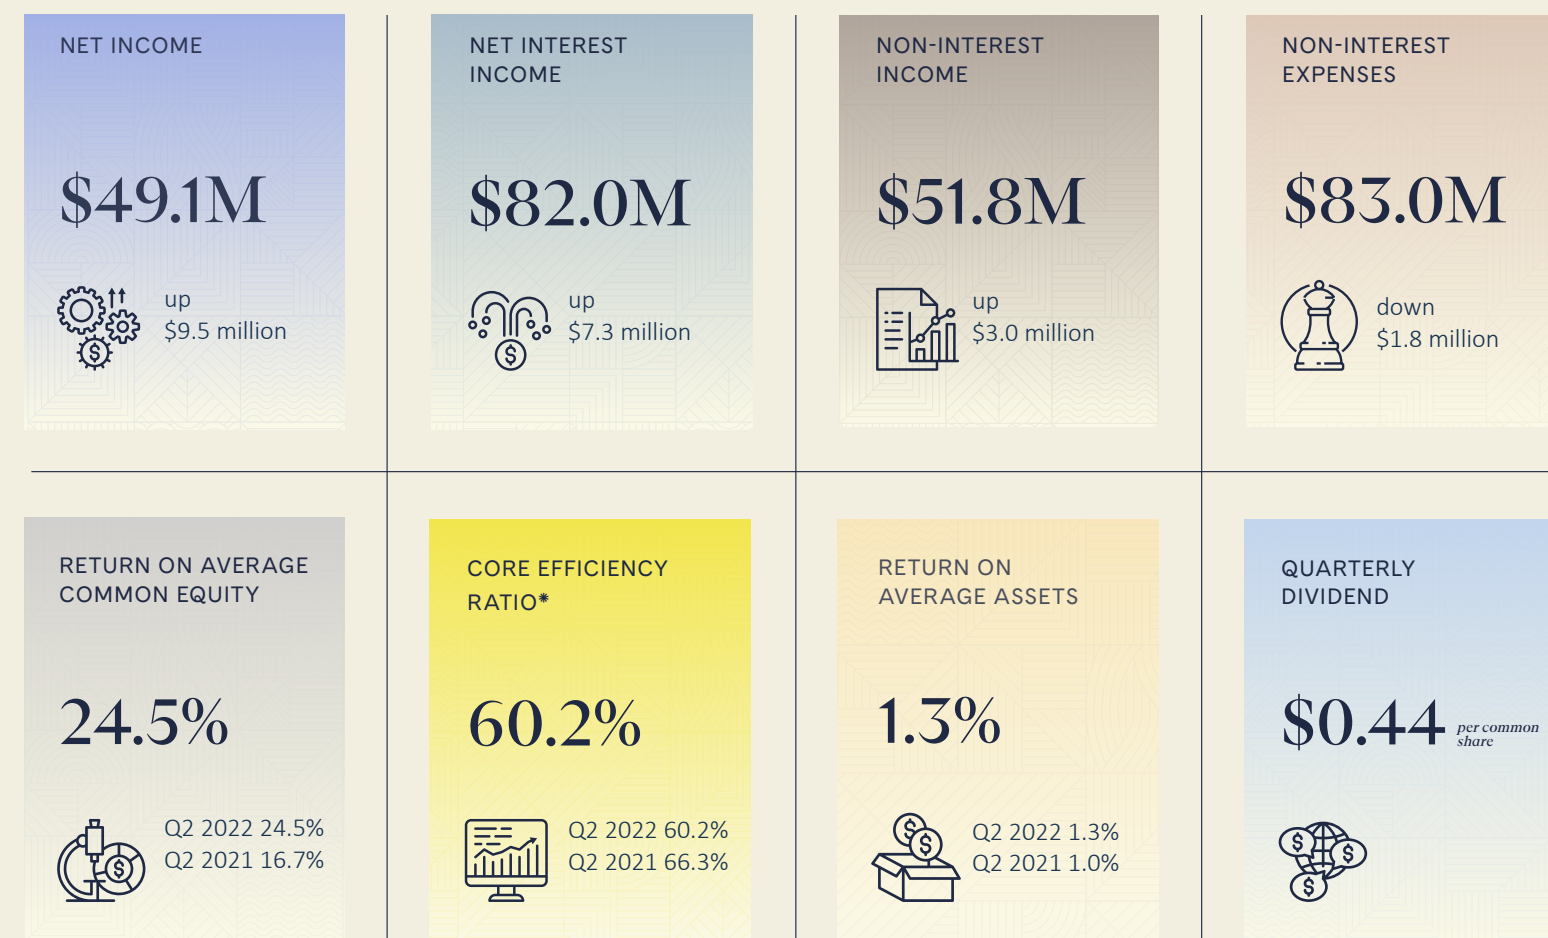 NET INCOME
$49.1M
up
$9.5 million
NET INTEREST
INCOME
$82.0M
up
$7.3 million
NON-INTEREST
INCOME
$51.8M
up
$3.0 million
NON-INTEREST
EXPENSES
$83.0M
down
$1.8 million
RETURN ON AVERAGE
COMMON EQUITY
24.5%
Q2 2022 24.5%
Q2 2021 16.7%
CORE EFFICIENCY
RATIO*
60.2%
Q2 2022 60.2%
Q2 2021 66.3%
RETURN ON
AVERAGE ASSETS
1.3%
Q2 2022 1.3%
Q2 2021 1.0%
QUARTERLY
DIVIDEND
$0.44 per common
share